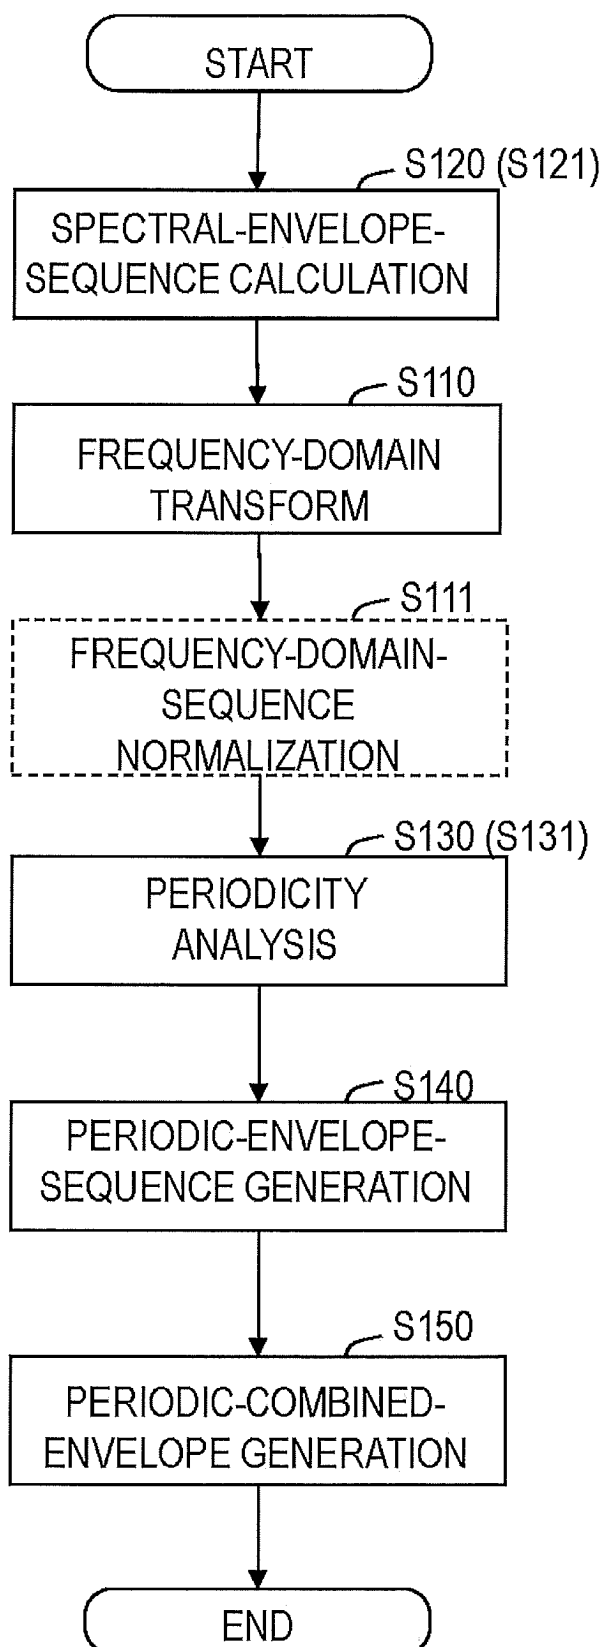 START
S120 (S121)
SPECTRAL-ENVELOPE-
SEQUENCE CALCULATION
S110
FREQUENCY-DOMAIN
TRANSFORM
S111
FREQUENCY-DOMAIN-
SEQUENCE
NORMALIZATION
S130 (S131)
PERIODICITY
ANALYSIS
S140
PERIODIC-ENVELOPE-
SEQUENCE GENERATION
S150
PERIODIC-COMBINED-
ENVELOPE GENERATION
END